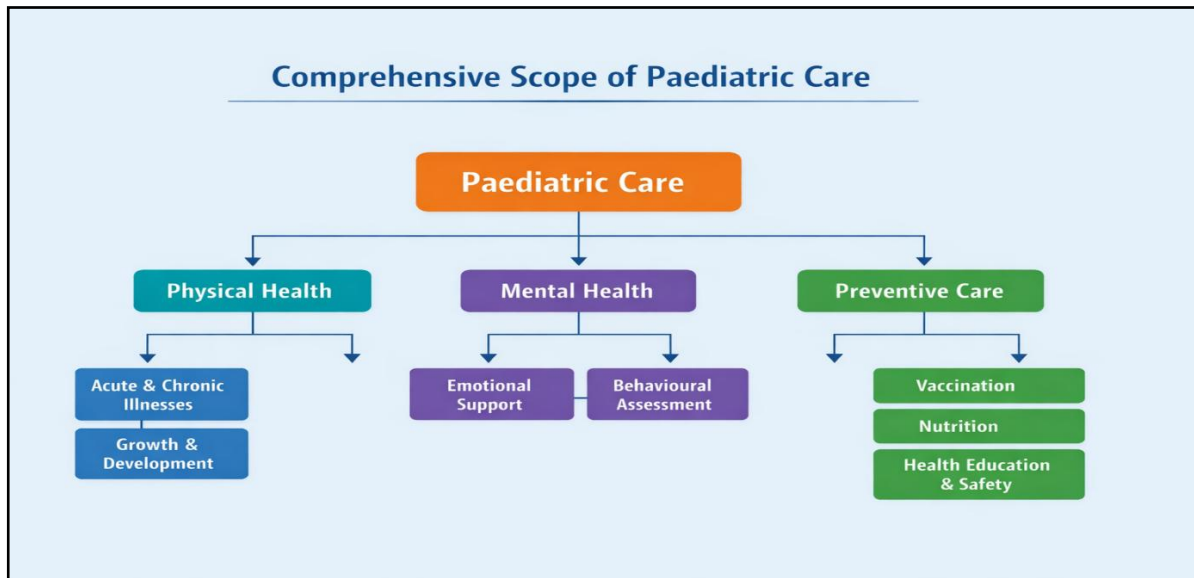 Comprehensive Scope of Paediatric Care
Paediatric Care
Physical Health
Mental Health
Preventive Care
Acute & Chronic
Illnesses
Growth &
Development
Emotional
Support
Behavioural
Assessment
Vaccination
Nutrition
Health Education
& Safety